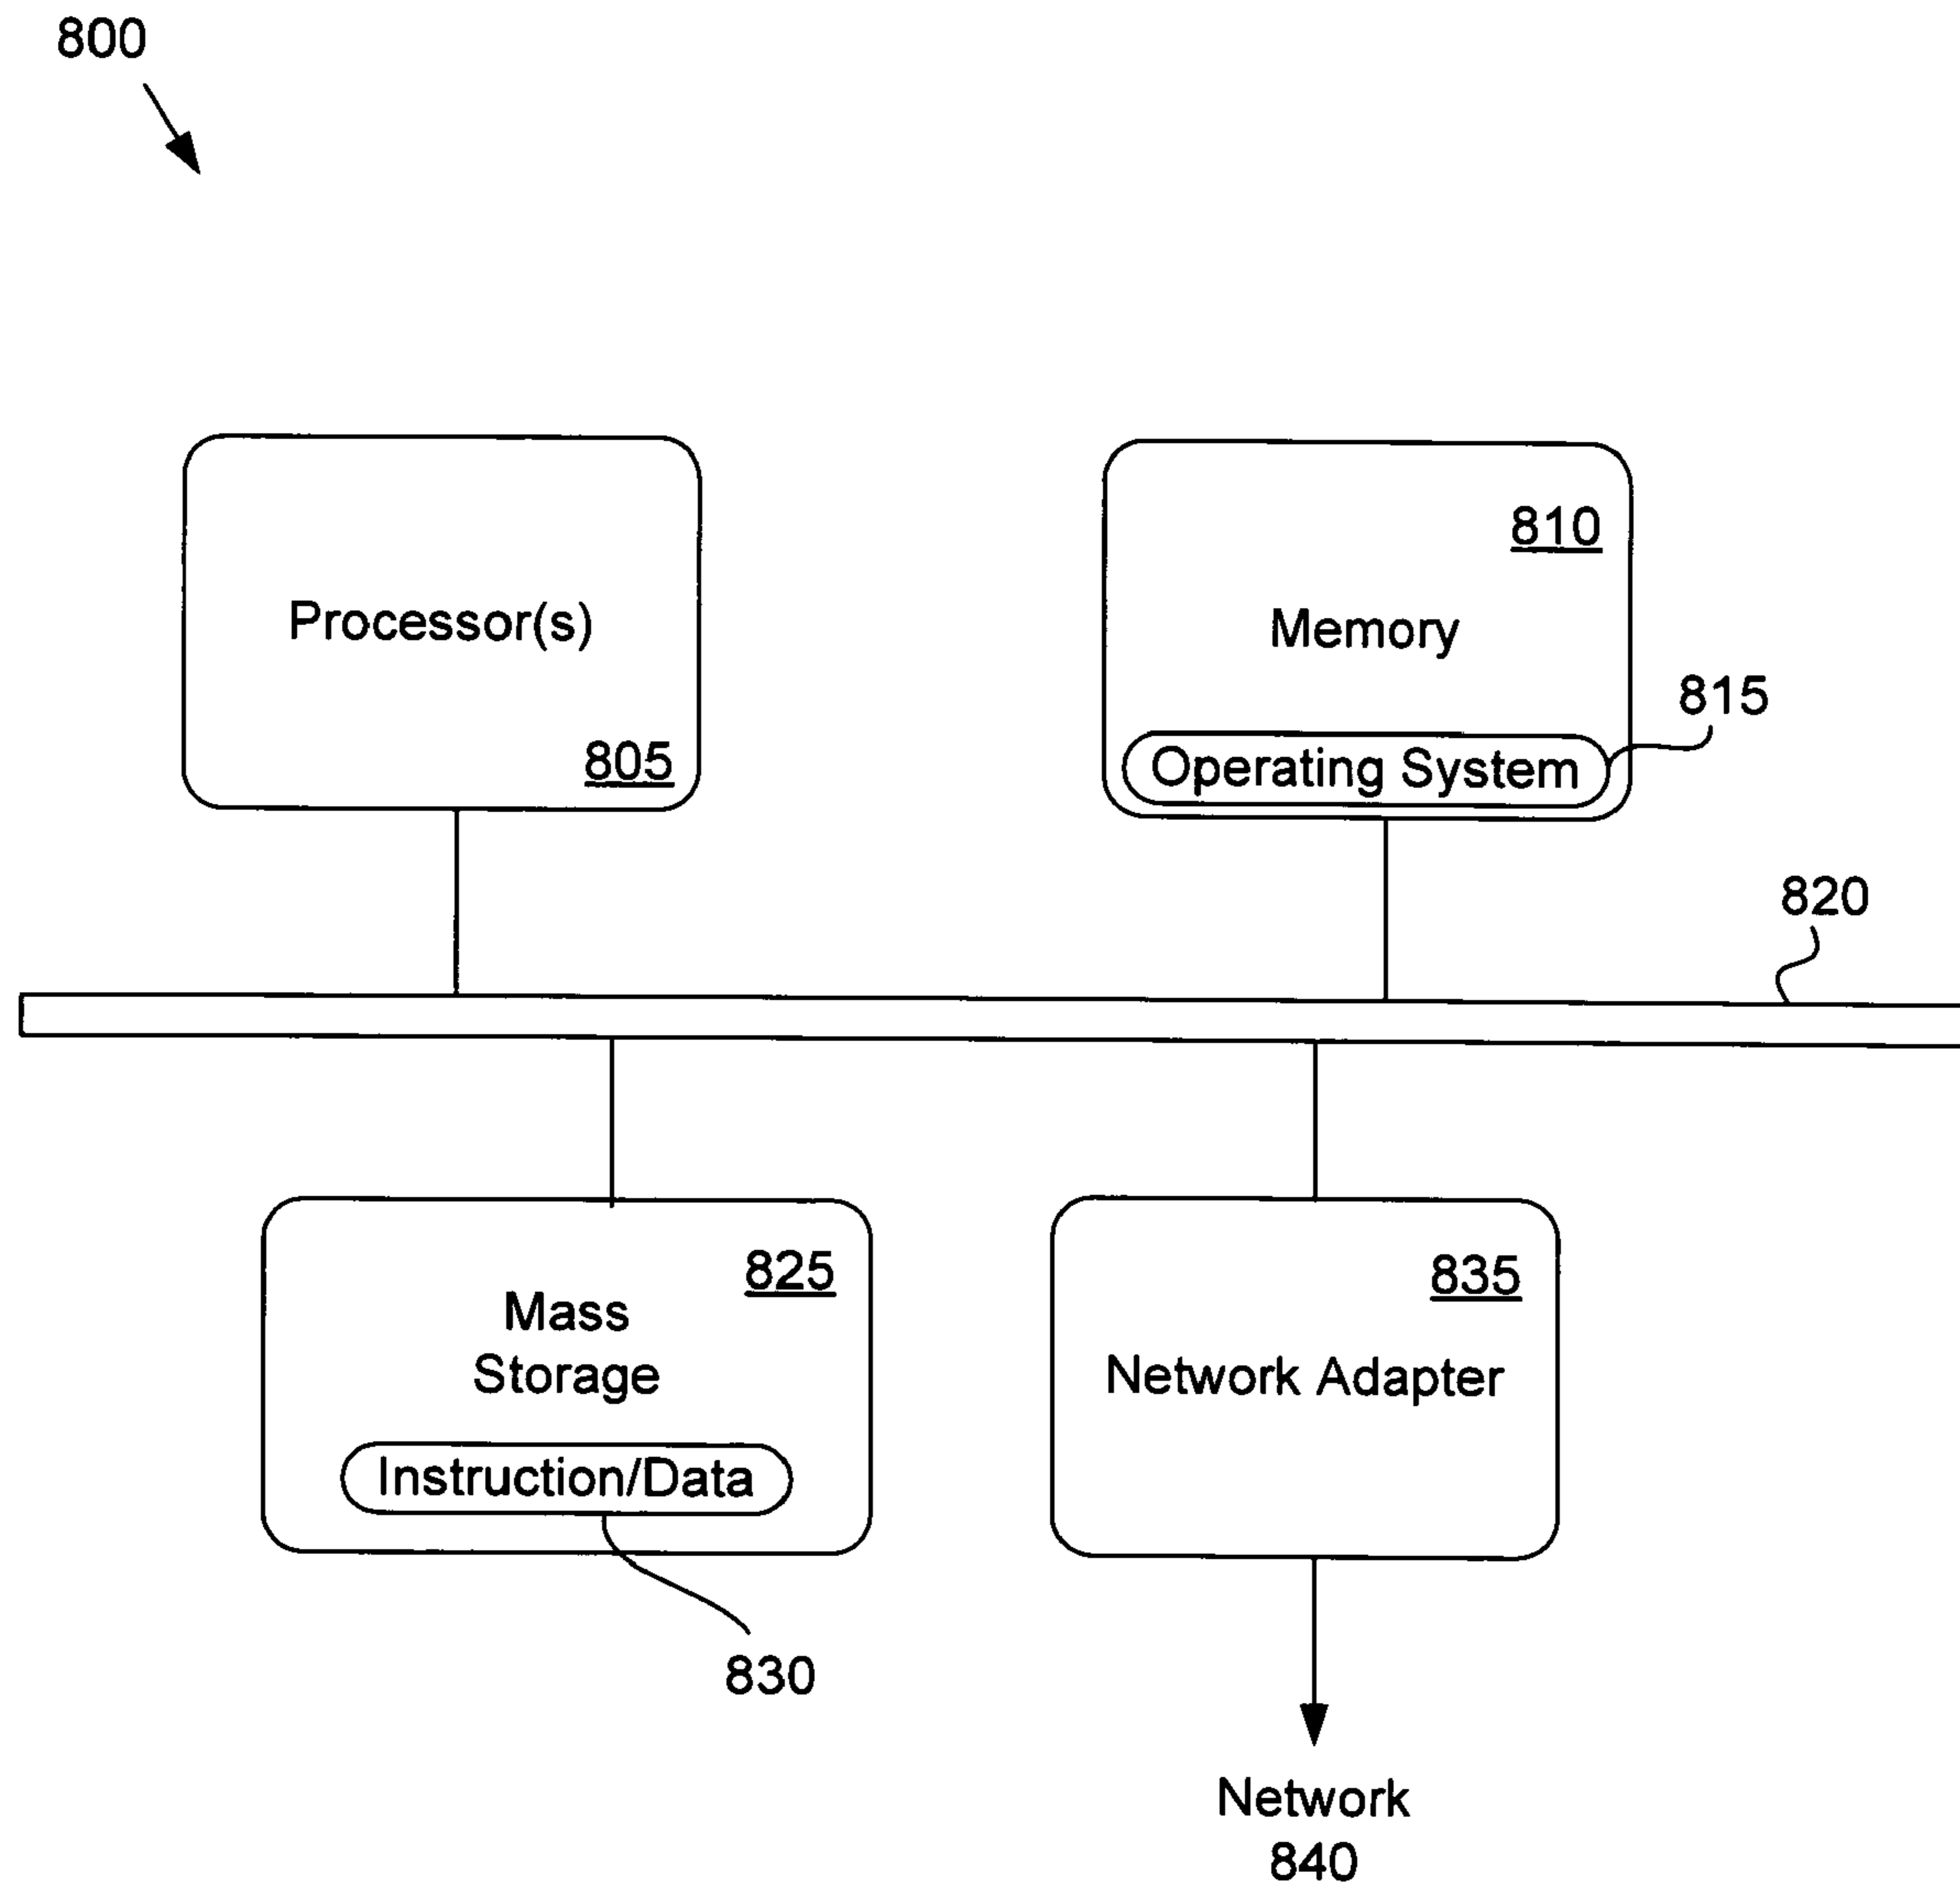 800
Processor(s)
805
810
Memory
815
Operating System
820
825
Mass
Storage
Instruction/Data
830
835
Network Adapter
Network
840